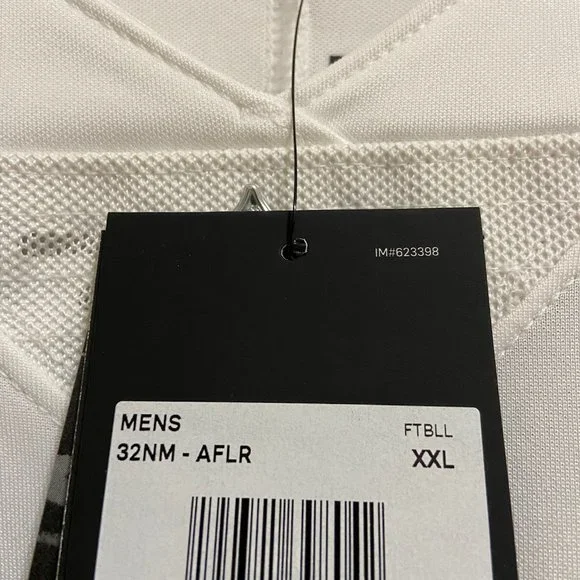 IM#623398
MENS FTBLL
32NM - AFLR XXL